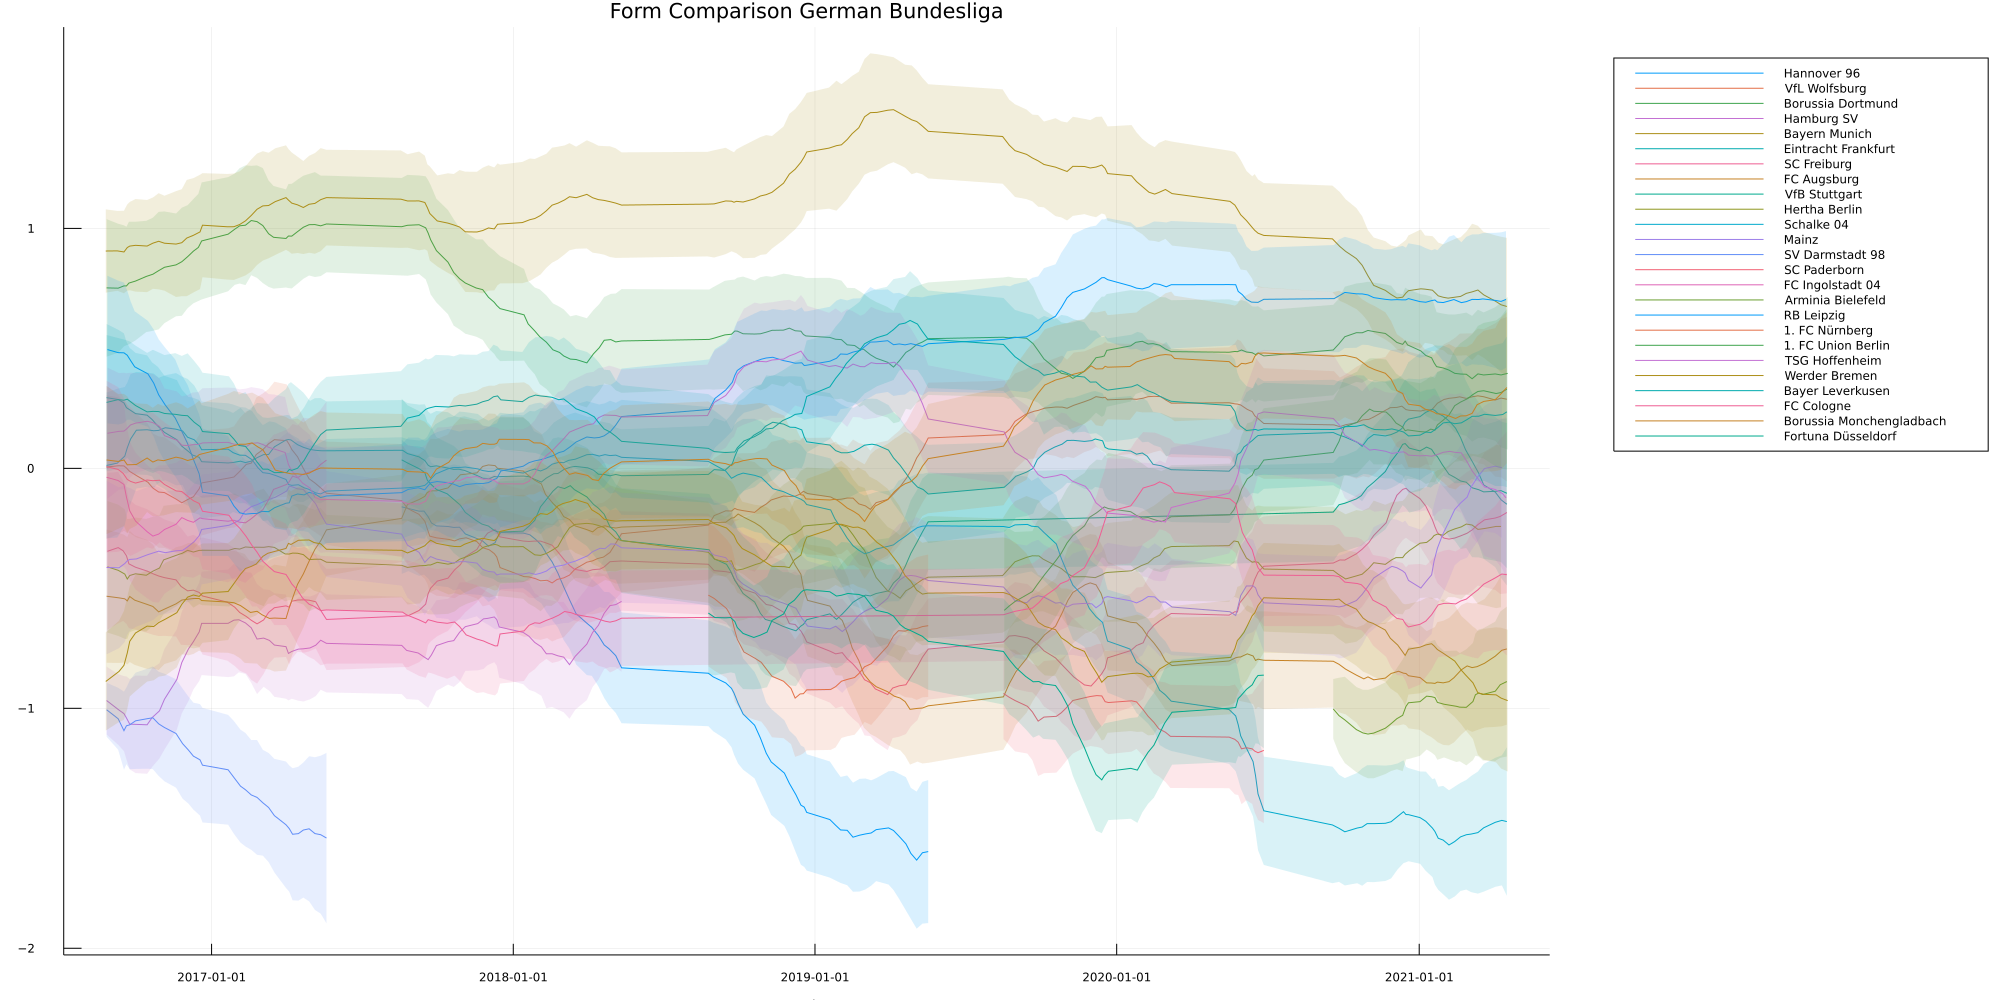 Form Comparison German Bundesliga
1
0
−1
−2
2017-01-01
2018-01-01
2019-01-01
2020-01-01
2021-01-01
Hannover 96
VfL Wolfsburg
Borussia Dortmund
Hamburg SV
Bayern Munich
Eintracht Frankfurt
SC Freiburg
FC Augsburg
VfB Stuttgart
Hertha Berlin
Schalke 04
Mainz
SV Darmstadt 98
SC Paderborn
FC Ingolstadt 04
Arminia Bielefeld
RB Leipzig
1. FC Nürnberg
1. FC Union Berlin
TSG Hoffenheim
Werder Bremen
Bayer Leverkusen
FC Cologne
Borussia Monchengladbach
Fortuna Düsseldorf